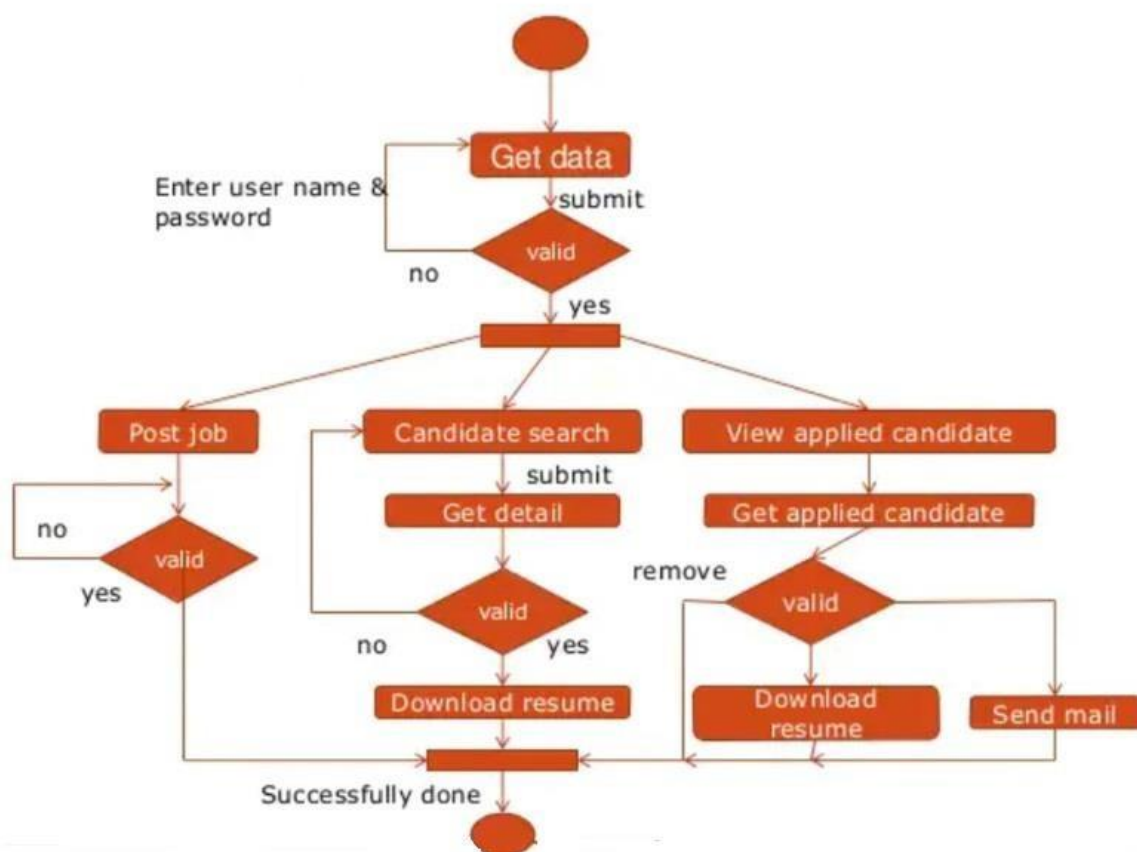 Get data
Enter user name &
password
submit
valid
no
yes
Post job
Candidate search
View applied candidate
submit
Get detail
Get applied candidate
no
valid
yes
remove
valid
valid
no
yes
Download resume
Download
resume
Send mail
Successfully done